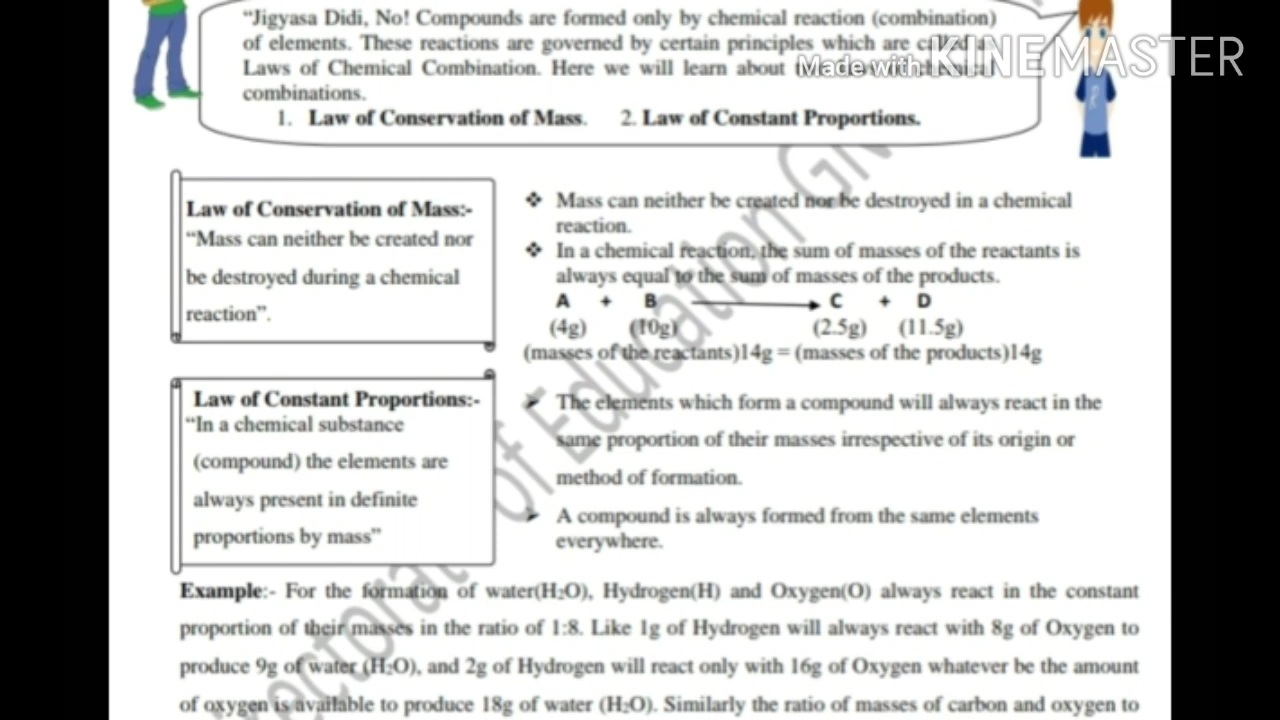 “Jigyasa Didi, No! Compounds are formed only by chemical reaction (combination)
of elements. These reactions are governed by certain principles which are called
Laws of Chemical Combination. Here we will learn about chemical
combinations.
Made with KINEMASTER
1. Law of Conservation of Mass. 2. Law of Constant Proportions.
Law of Conservation of Mass:-
“Mass can neither be created nor
be destroyed during a chemical
reaction”.
❖ Mass can neither be created nor be destroyed in a chemical
reaction.
❖ In a chemical reaction, the sum of masses of the reactants is
always equal to the sum of masses of the products.
A + B ⟶ C + D
(4g) (10g) (2.5g) (11.5g)
(masses of the reactants)14g = (masses of the products)14g
Law of Constant Proportions:-
“In a chemical substance
(compound) the elements are
always present in definite
proportions by mass”
➤ The elements which form a compound will always react in the
same proportion of their masses irrespective of its origin or
method of formation.
➤ A compound is always formed from the same elements
everywhere.
Example:- For the formation of water(H₂O), Hydrogen(H) and Oxygen(O) always react in the constant
proportion of their masses in the ratio of 1:8. Like 1g of Hydrogen will always react with 8g of Oxygen to
produce 9g of water (H₂O), and 2g of Hydrogen will react only with 16g of Oxygen whatever be the amount
of oxygen is available to produce 18g of water (H₂O). Similarly the ratio of masses of carbon and oxygen to
of Education